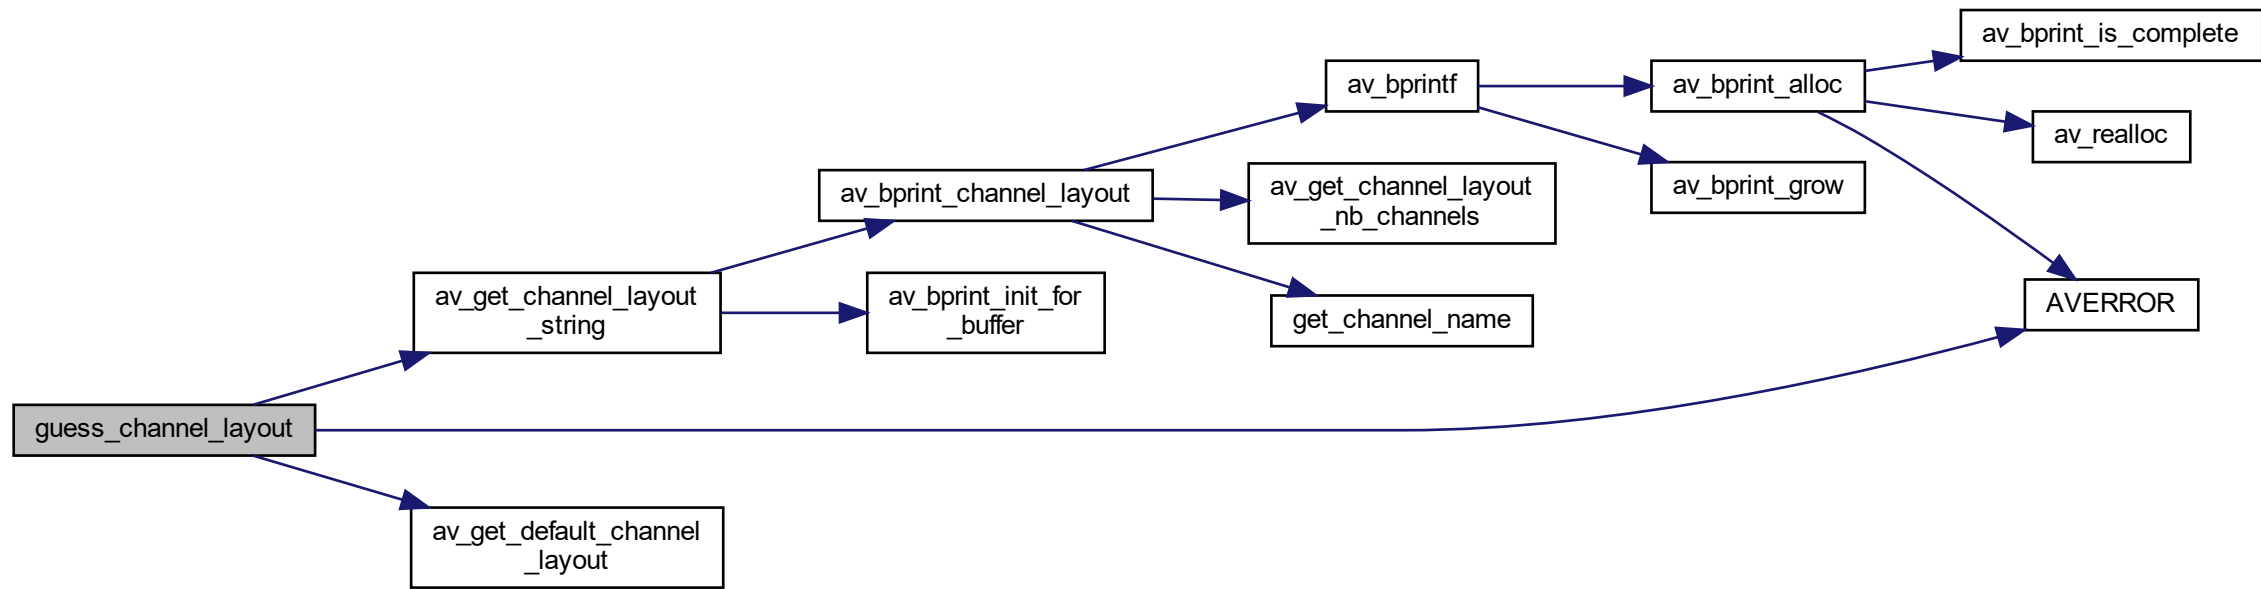 av_bprint_is_complete
av_bprintf
av_bprint_alloc
av_realloc
av_bprint_channel_layout
av_get_channel_layout
_nb_channels
av_bprint_grow
av_get_channel_layout
_string
av_bprint_init_for
_buffer
get_channel_name
AVERROR
guess_channel_layout
av_get_default_channel
_layout